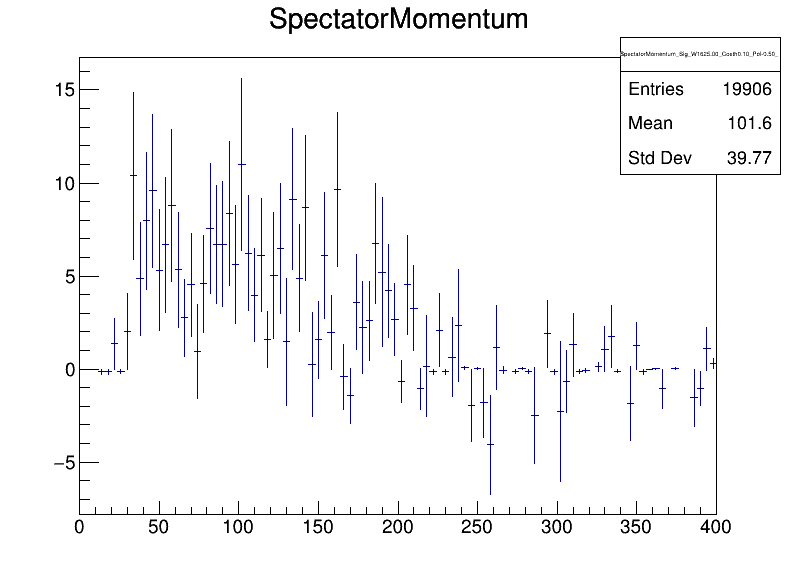 SpectatorMomentum
SpectatorMomentum_Sig_W1625.00_Costh0.10_Pol-0.50_
Entries 19906
Mean 101.6
Std Dev 39.77
15
10
5
0
−5
0 50 100 150 200 250 300 350 400